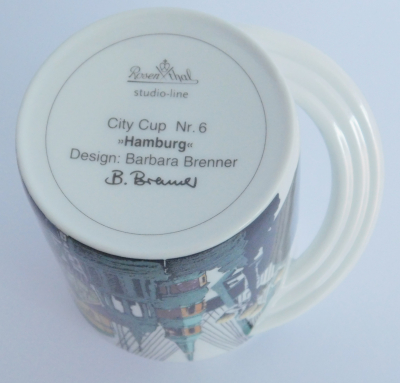 Rosenthal
studio-line
City Cup Nr. 6
"Hamburg"
Design: Barbara Brenner
B. Brenner